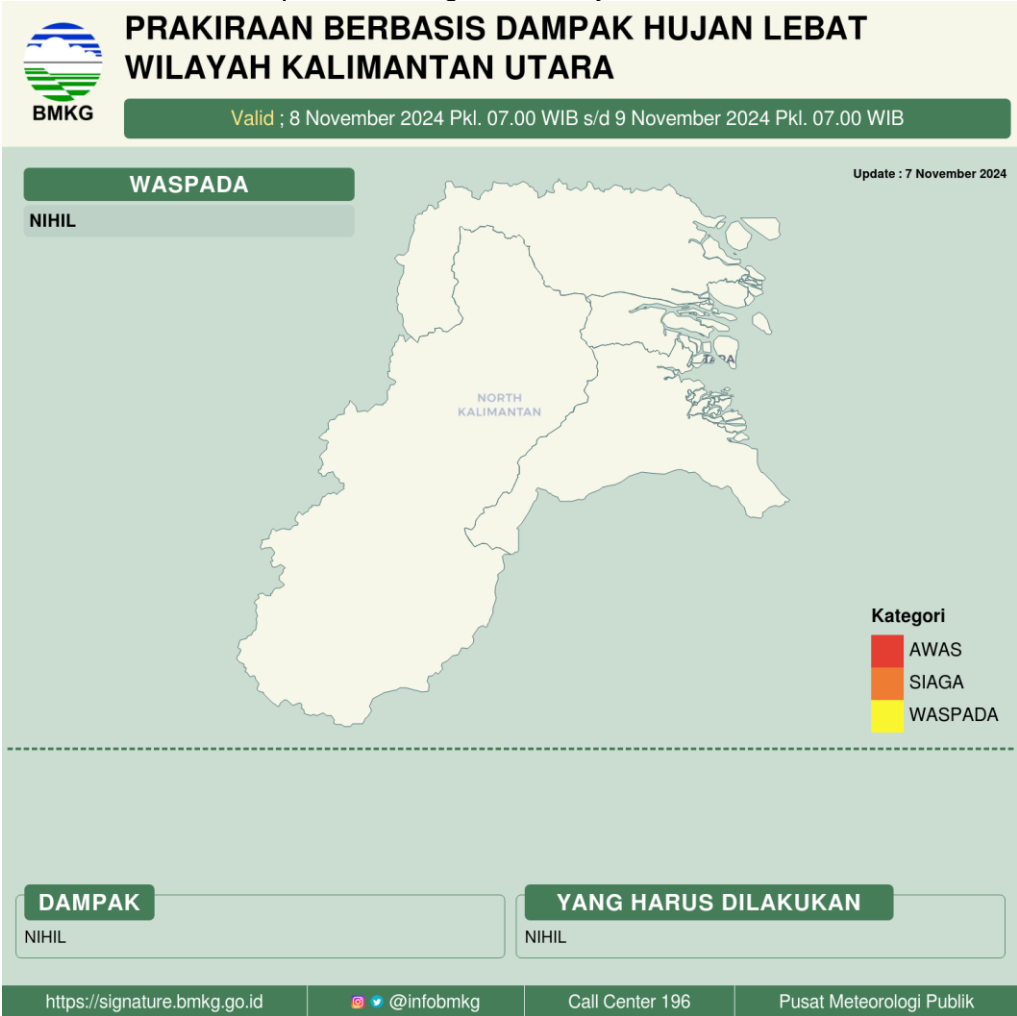 PRAKIRAAN BERBASIS DAMPAK HUJAN LEBAT
WILAYAH KALIMANTAN UTARA
BMKG
Valid ; 8 November 2024 Pkl. 07.00 WIB s/d 9 November 2024 Pkl. 07.00 WIB
WASPADA
Update : 7 November 2024
NIHIL
NORTH
KALIMANTAN
Kategori
AWAS
SIAGA
WASPADA
DAMPAK
YANG HARUS DILAKUKAN
NIHIL
NIHIL
https://signature.bmkg.go.id
@infobmkg
Call Center 196
Pusat Meteorologi Publik